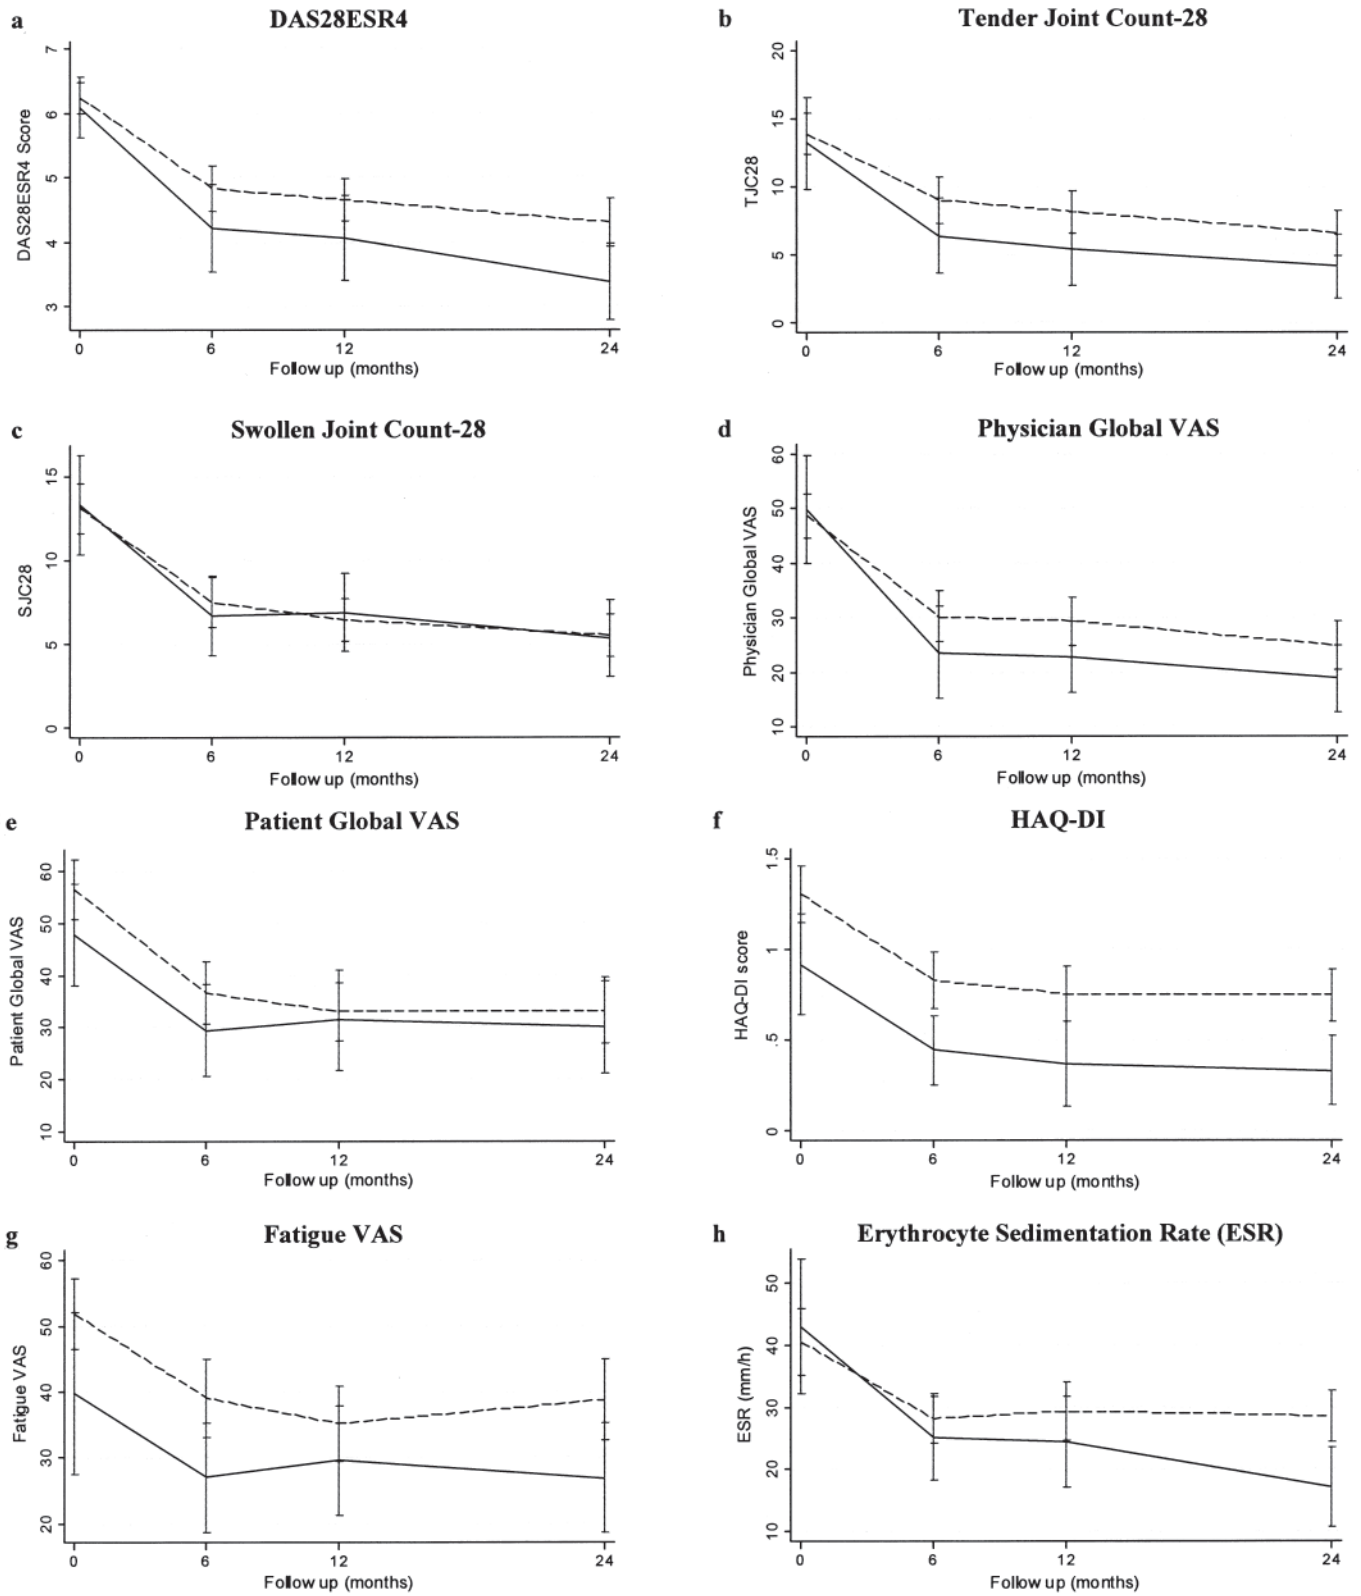 a DAS28ESR4
DAS28ESR4 Score
7
6
5
4
3
0 6 12 24
Follow up (months)
b Tender Joint Count-28
TJC28
20
15
10
5
0
0 6 12 24
Follow up (months)
c Swollen Joint Count-28
SJC28
15
10
5
0
0 6 12 24
Follow up (months)
d Physician Global VAS
Physician Global VAS
60
50
40
30
20
10
0 6 12 24
Follow up (months)
e Patient Global VAS
Patient Global VAS
60
50
40
30
20
10
0 6 12 24
Follow up (months)
f HAQ-DI
HAQ-DI score
1.5
1
.5
0
0 6 12 24
Follow up (months)
g Fatigue VAS
Fatigue VAS
60
50
40
30
20
0 6 12 24
Follow up (months)
h Erythrocyte Sedimentation Rate (ESR)
ESR (mm/h)
50
40
30
20
10
0 6 12 24
Follow up (months)